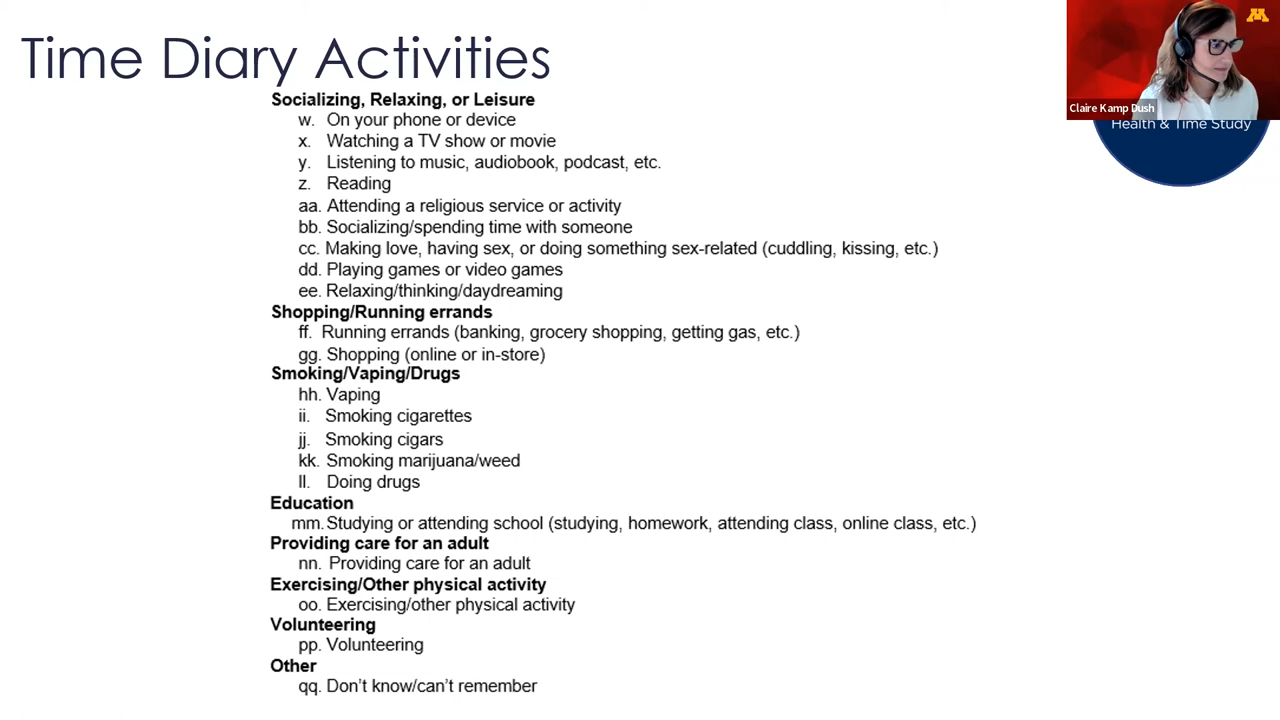 Time Diary Activities
Claire Kamp Dush
Health & Time Study
Socializing, Relaxing, or Leisure
w. On your phone or device
x. Watching a TV show or movie
y. Listening to music, audiobook, podcast, etc.
z. Reading
aa. Attending a religious service or activity
bb. Socializing/spending time with someone
cc. Making love, having sex, or doing something sex-related (cuddling, kissing, etc.)
dd. Playing games or video games
ee. Relaxing/thinking/daydreaming
Shopping/Running errands
ff. Running errands (banking, grocery shopping, getting gas, etc.)
gg. Shopping (online or in-store)
Smoking/Vaping/Drugs
hh. Vaping
ii. Smoking cigarettes
jj. Smoking cigars
kk. Smoking marijuana/weed
ll. Doing drugs
Education
mm. Studying or attending school (studying, homework, attending class, online class, etc.)
Providing care for an adult
nn. Providing care for an adult
Exercising/Other physical activity
oo. Exercising/other physical activity
Volunteering
pp. Volunteering
Other
qq. Don't know/can't remember